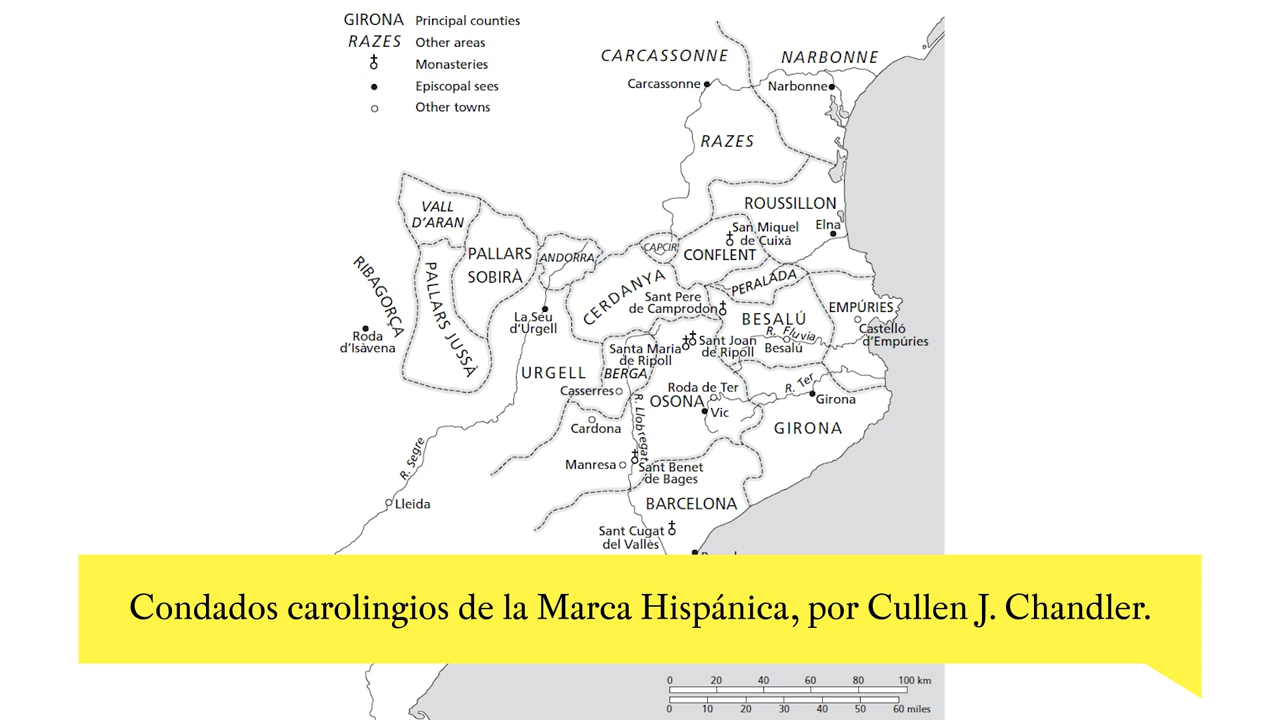 GIRONA Principal counties
RAZES Other areas
Monasteries
Episcopal sees
Other towns
CARCASSONNE
NARBONNE
Carcassonne
Narbonne
RAZES
VALL
D'ARAN
ROUSSILLON
San Miquel
de Cuixà
Elna
PALLARS
SOBIRÀ
ANDORRA
CAPCIR
CONFLENT
RIBAGORÇA
PALLARS JUSSÀ
CERDANYA
PERALADA
Sant Pere
de Camprodon
La Seu
d'Urgell
BESALÚ
EMPÚRIES
R. Fluvia
Castelló
d'Empúries
Roda
d'Isàvena
Santa Maria
de Ripoll
Sant Joan
de Ripoll
Besalú
URGELL
BERGA
Casserres
Roda de Ter
R. Ter
OSONA
Vic
Girona
R. Llobregat
Cardona
GIRONA
R. Segre
Manresa
Sant Benet
de Bages
Lleida
BARCELONA
Sant Cugat
del Vallès
Condados carolingios de la Marca Hispánica, por Cullen J. Chandler.
0 20 40 60 80 100 km
0 10 20 30 40 50 60 miles